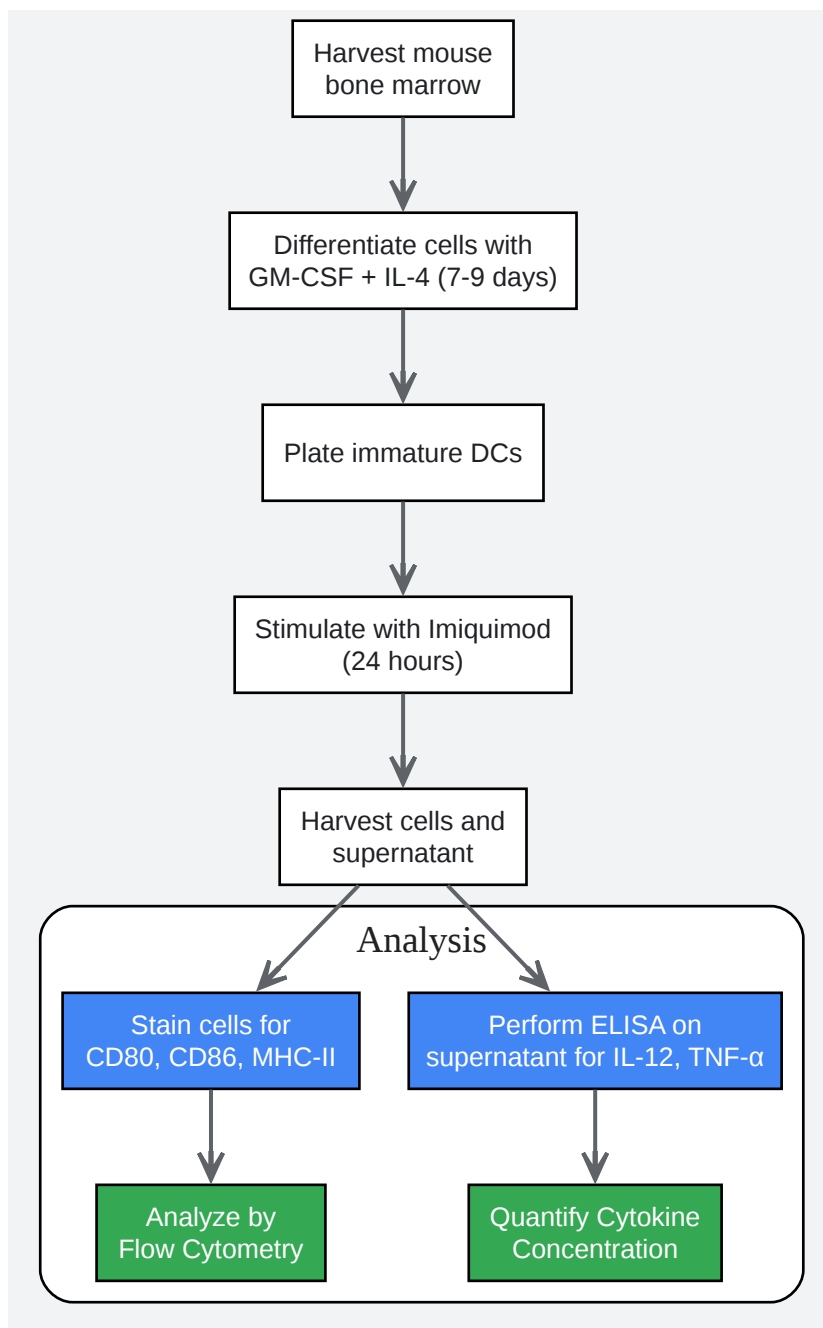 Harvest mouse
bone marrow
Differentiate cells with
GM-CSF + IL-4 (7-9 days)
Plate immature DCs
Stimulate with Imiquimod
(24 hours)
Harvest cells and
supernatant
Analysis
Stain cells for
CD80, CD86, MHC-II
Perform ELISA on
supernatant for IL-12, TNF-α
Analyze by
Flow Cytometry
Quantify Cytokine
Concentration